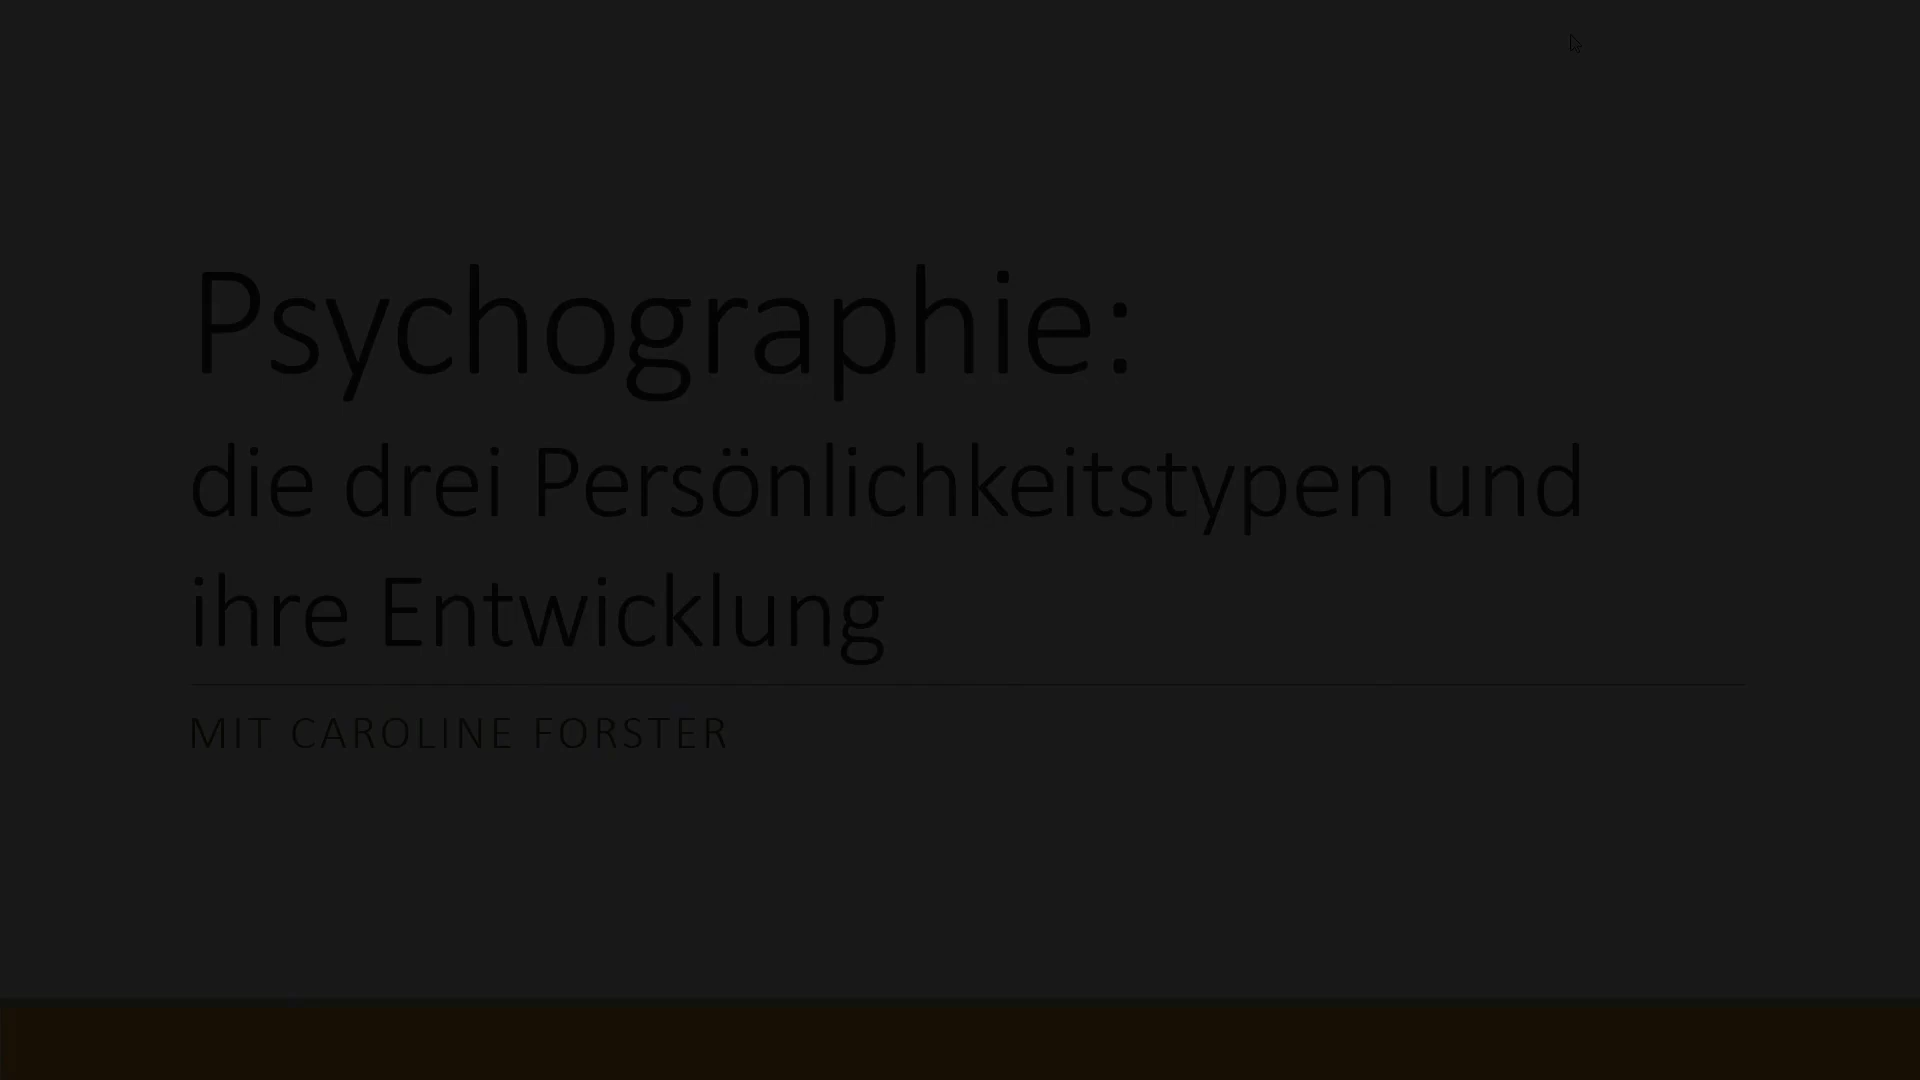 Psychographie:
die drei Persönlichkeitstypen und
ihre Entwicklung
MIT CAROLINE FORSTER